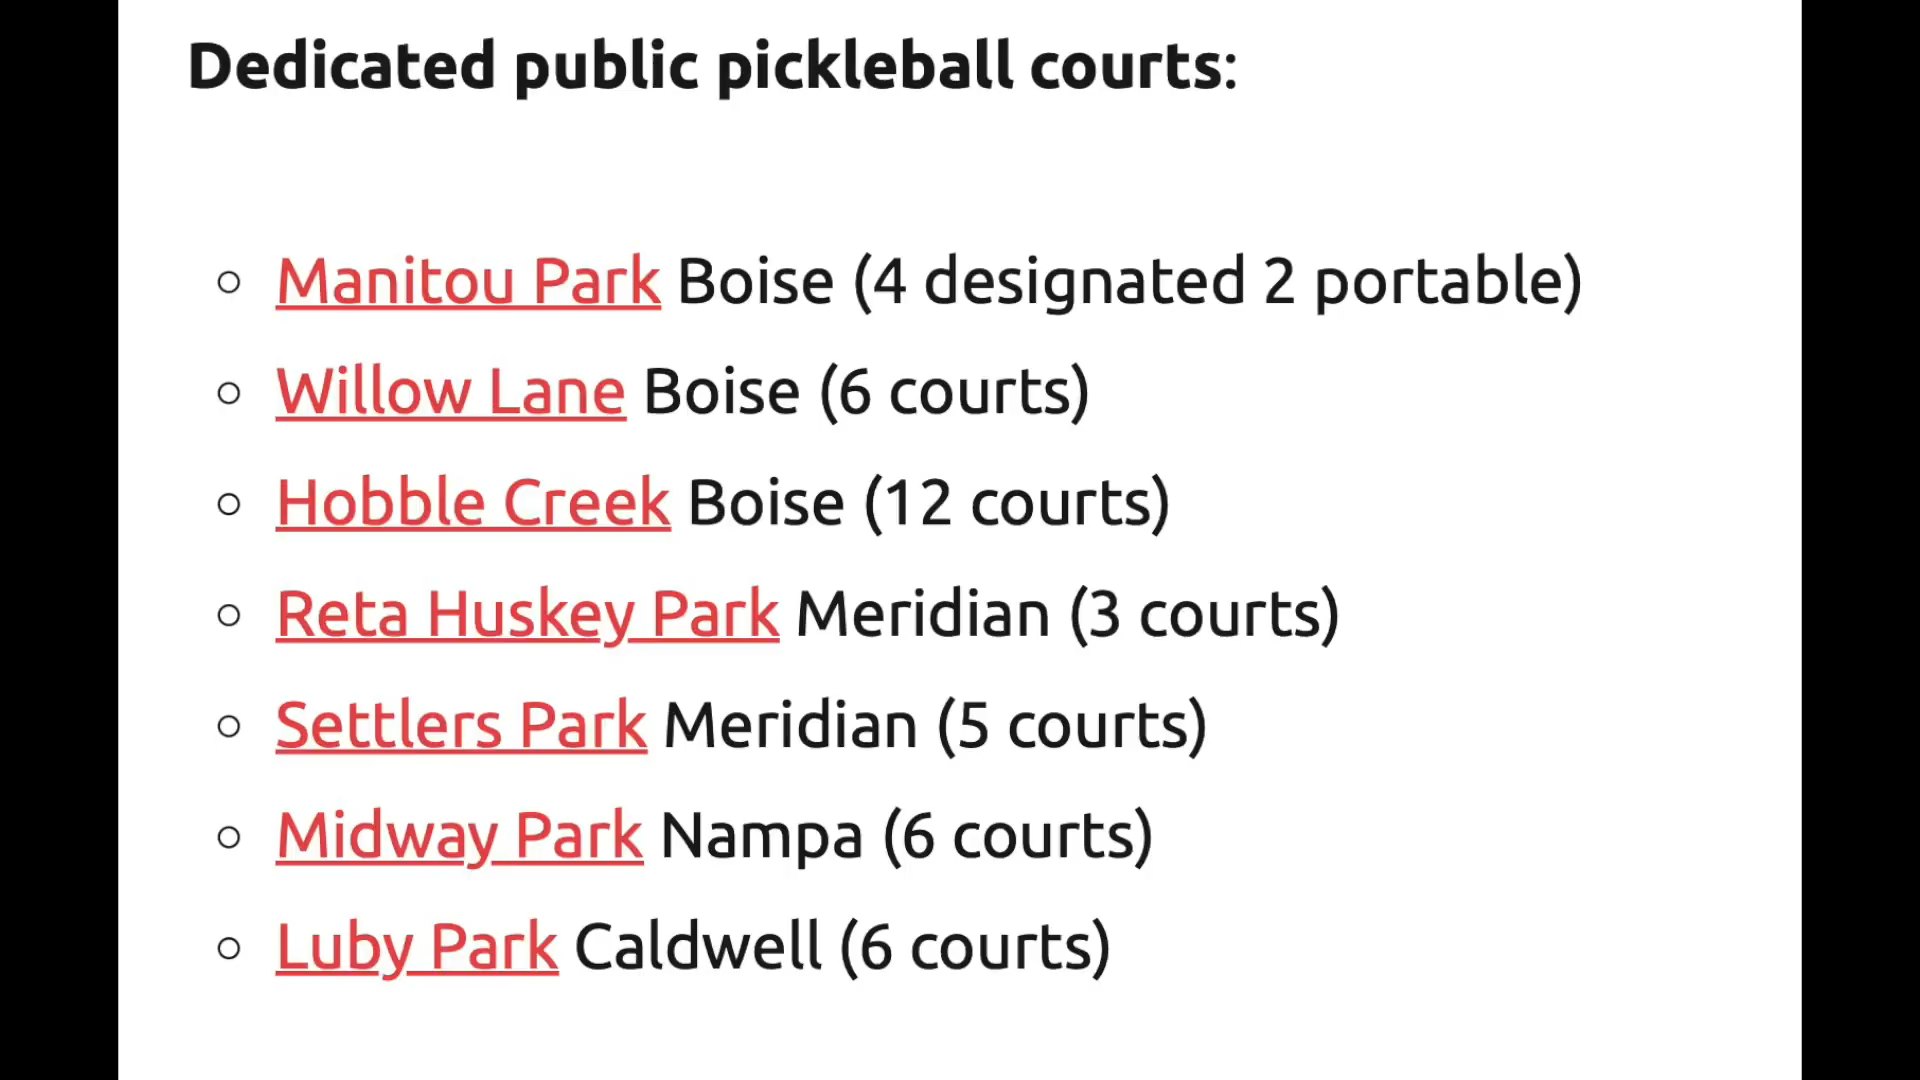 Dedicated public pickleball courts:
Manitou Park Boise (4 designated 2 portable)
Willow Lane Boise (6 courts)
Hobble Creek Boise (12 courts)
Reta Huskey Park Meridian (3 courts)
Settlers Park Meridian (5 courts)
Midway Park Nampa (6 courts)
Luby Park Caldwell (6 courts)